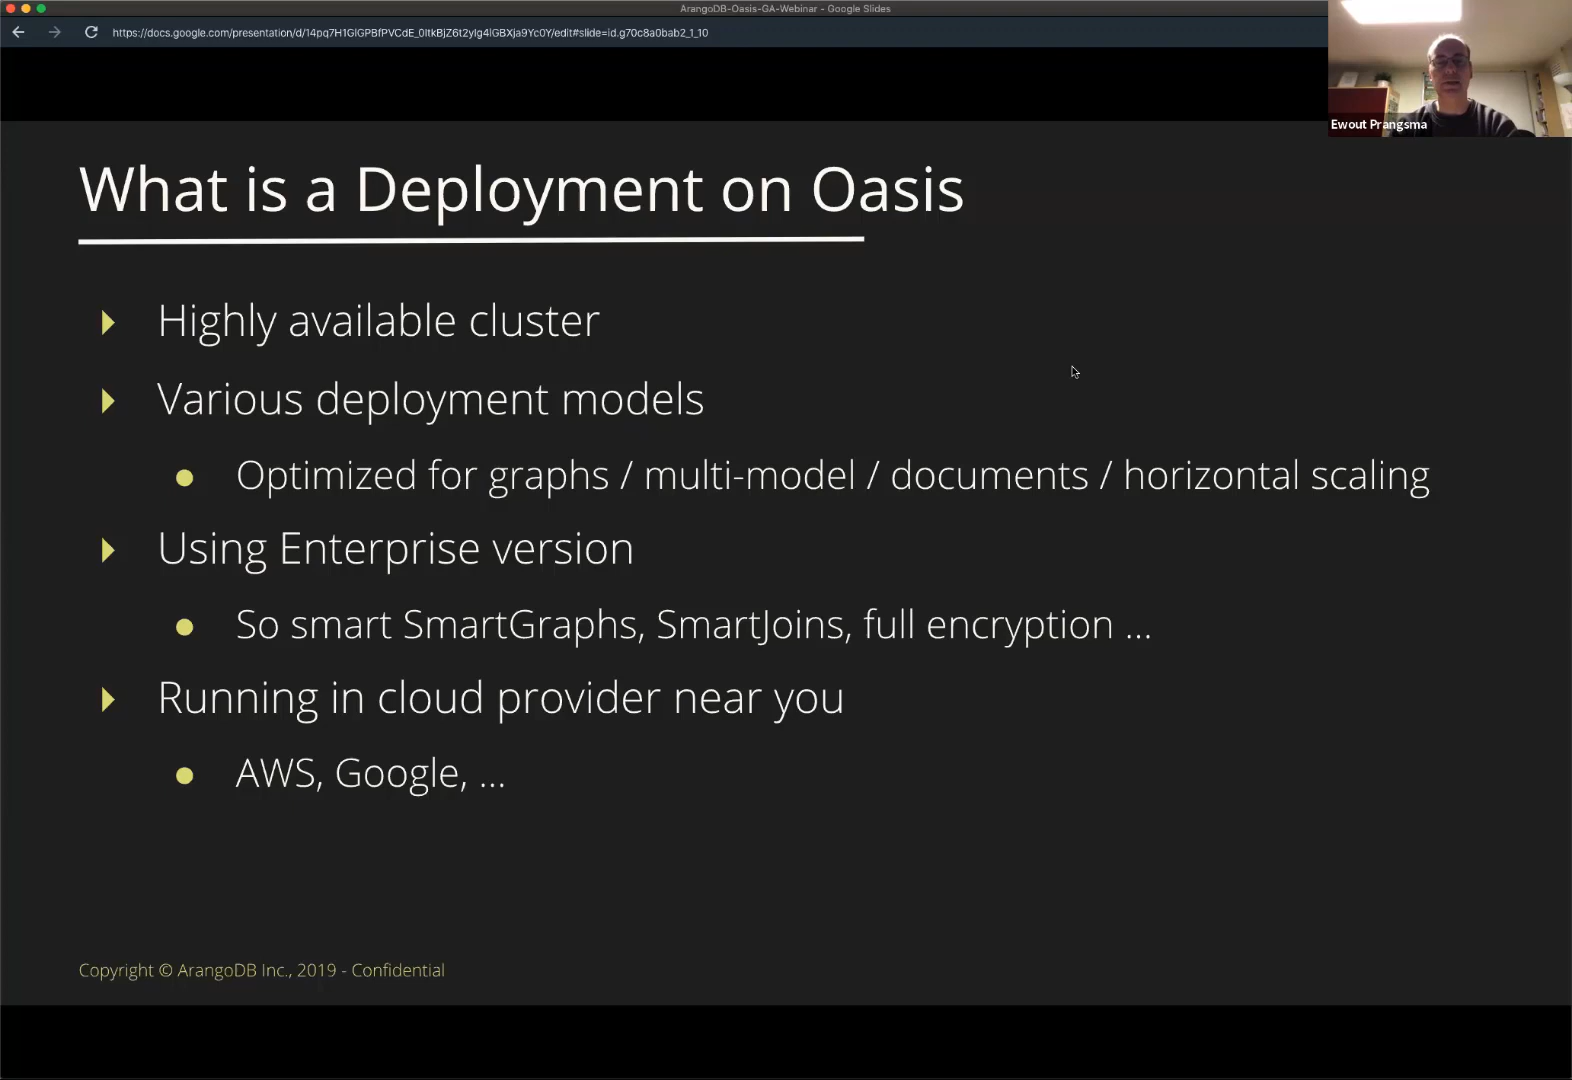 ArangoDB-Oasis-GA-Webinar - Google Slides
Ewout Prangsma
What is a Deployment on Oasis
Highly available cluster
Various deployment models
Optimized for graphs / multi-model / documents / horizontal scaling
Using Enterprise version
So smart SmartGraphs, SmartJoins, full encryption ...
Running in cloud provider near you
AWS, Google, ...
Copyright © ArangoDB Inc., 2019 - Confidential